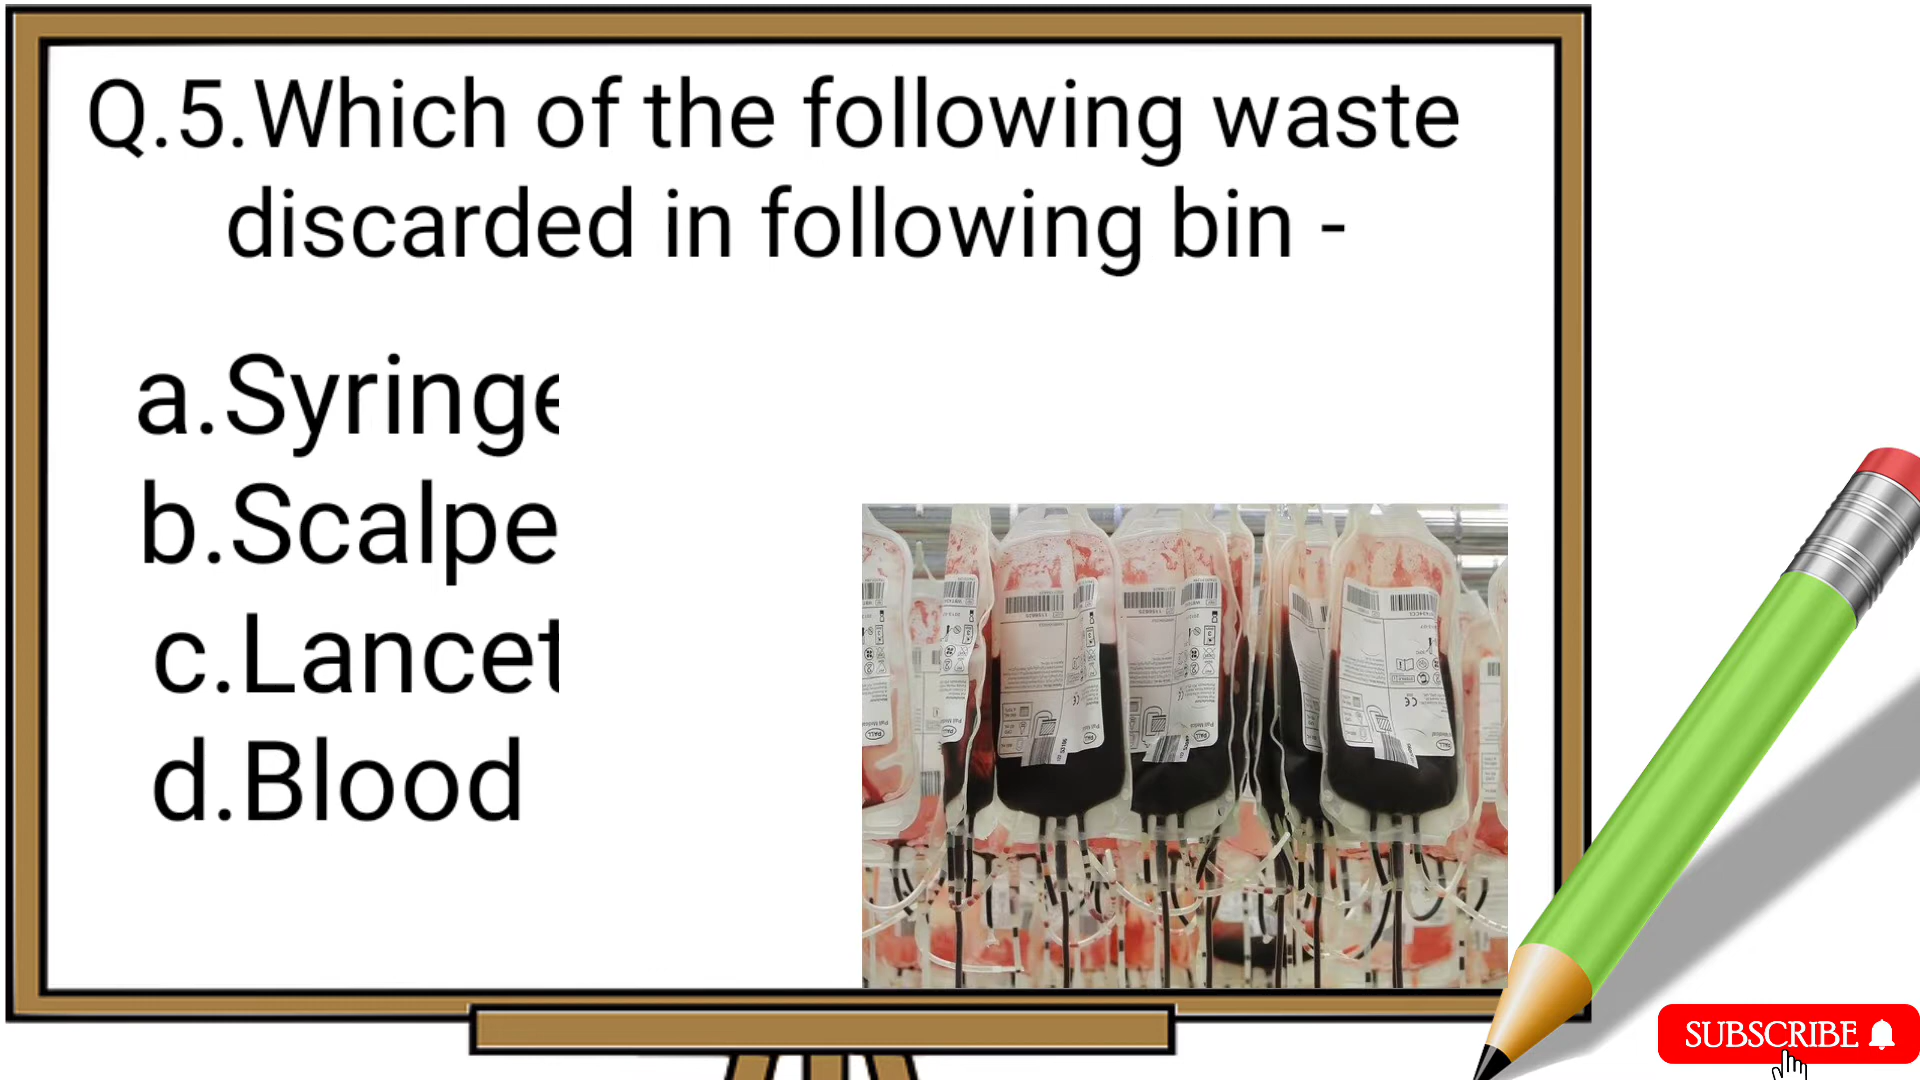 Q.5.Which of the following waste
discarded in following bin -
a.Syringe
b.Scalpe
c.Lancet
d.Blood
SUBSCRIBE